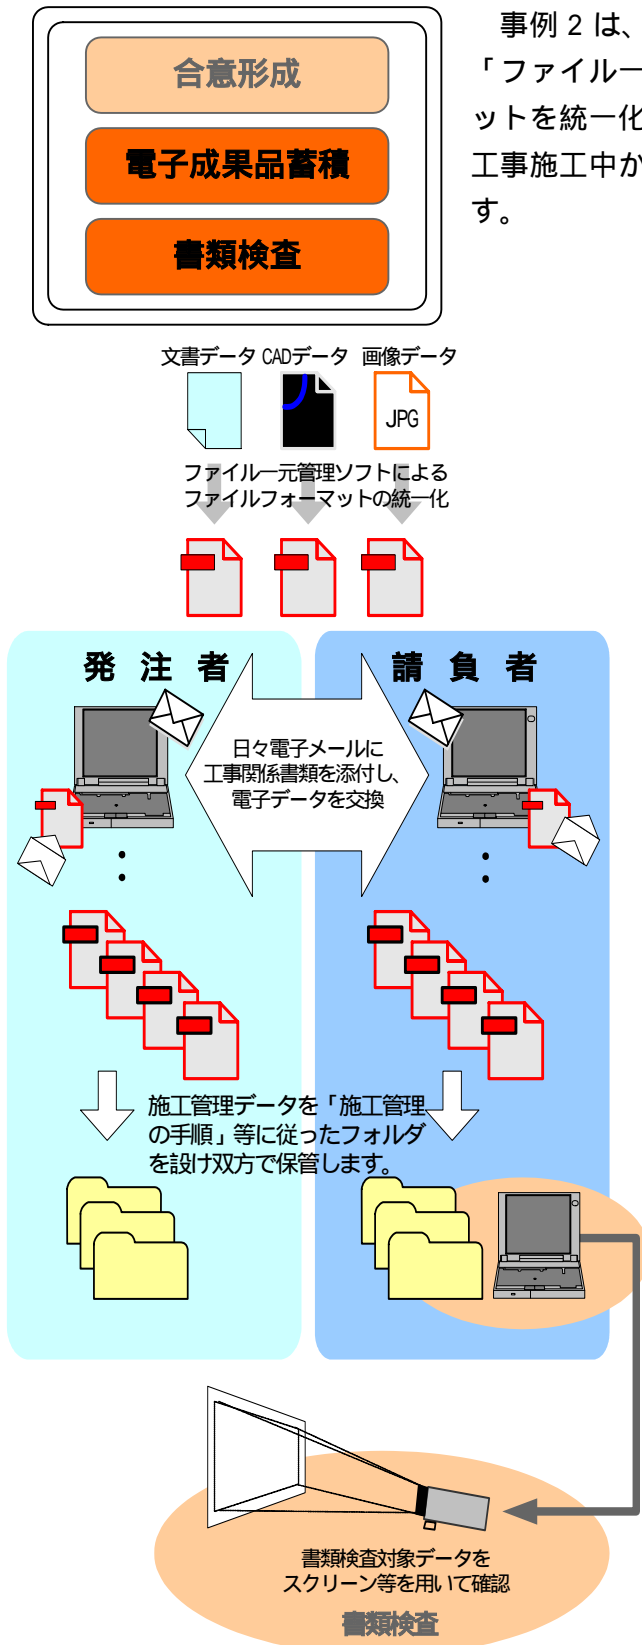 合意形成
電子成果品蓄積
書類検査
事例２は、
「ファイル一
ットを統一化
工事施工中か
す。
文書データ CADデータ 画像データ
JPG
ファイル一元管理ソフトによる
ファイルフォーマットの統一化
発 注 者
請 負 者
日々電子メールに
工事関係書類を添付し、
電子データを交換
施工管理データを「施工管理
の手順」等に従ったフォルダ
を設け双方で保管します。
書類検査対象データを
スクリーン等を用いて確認
書類検査